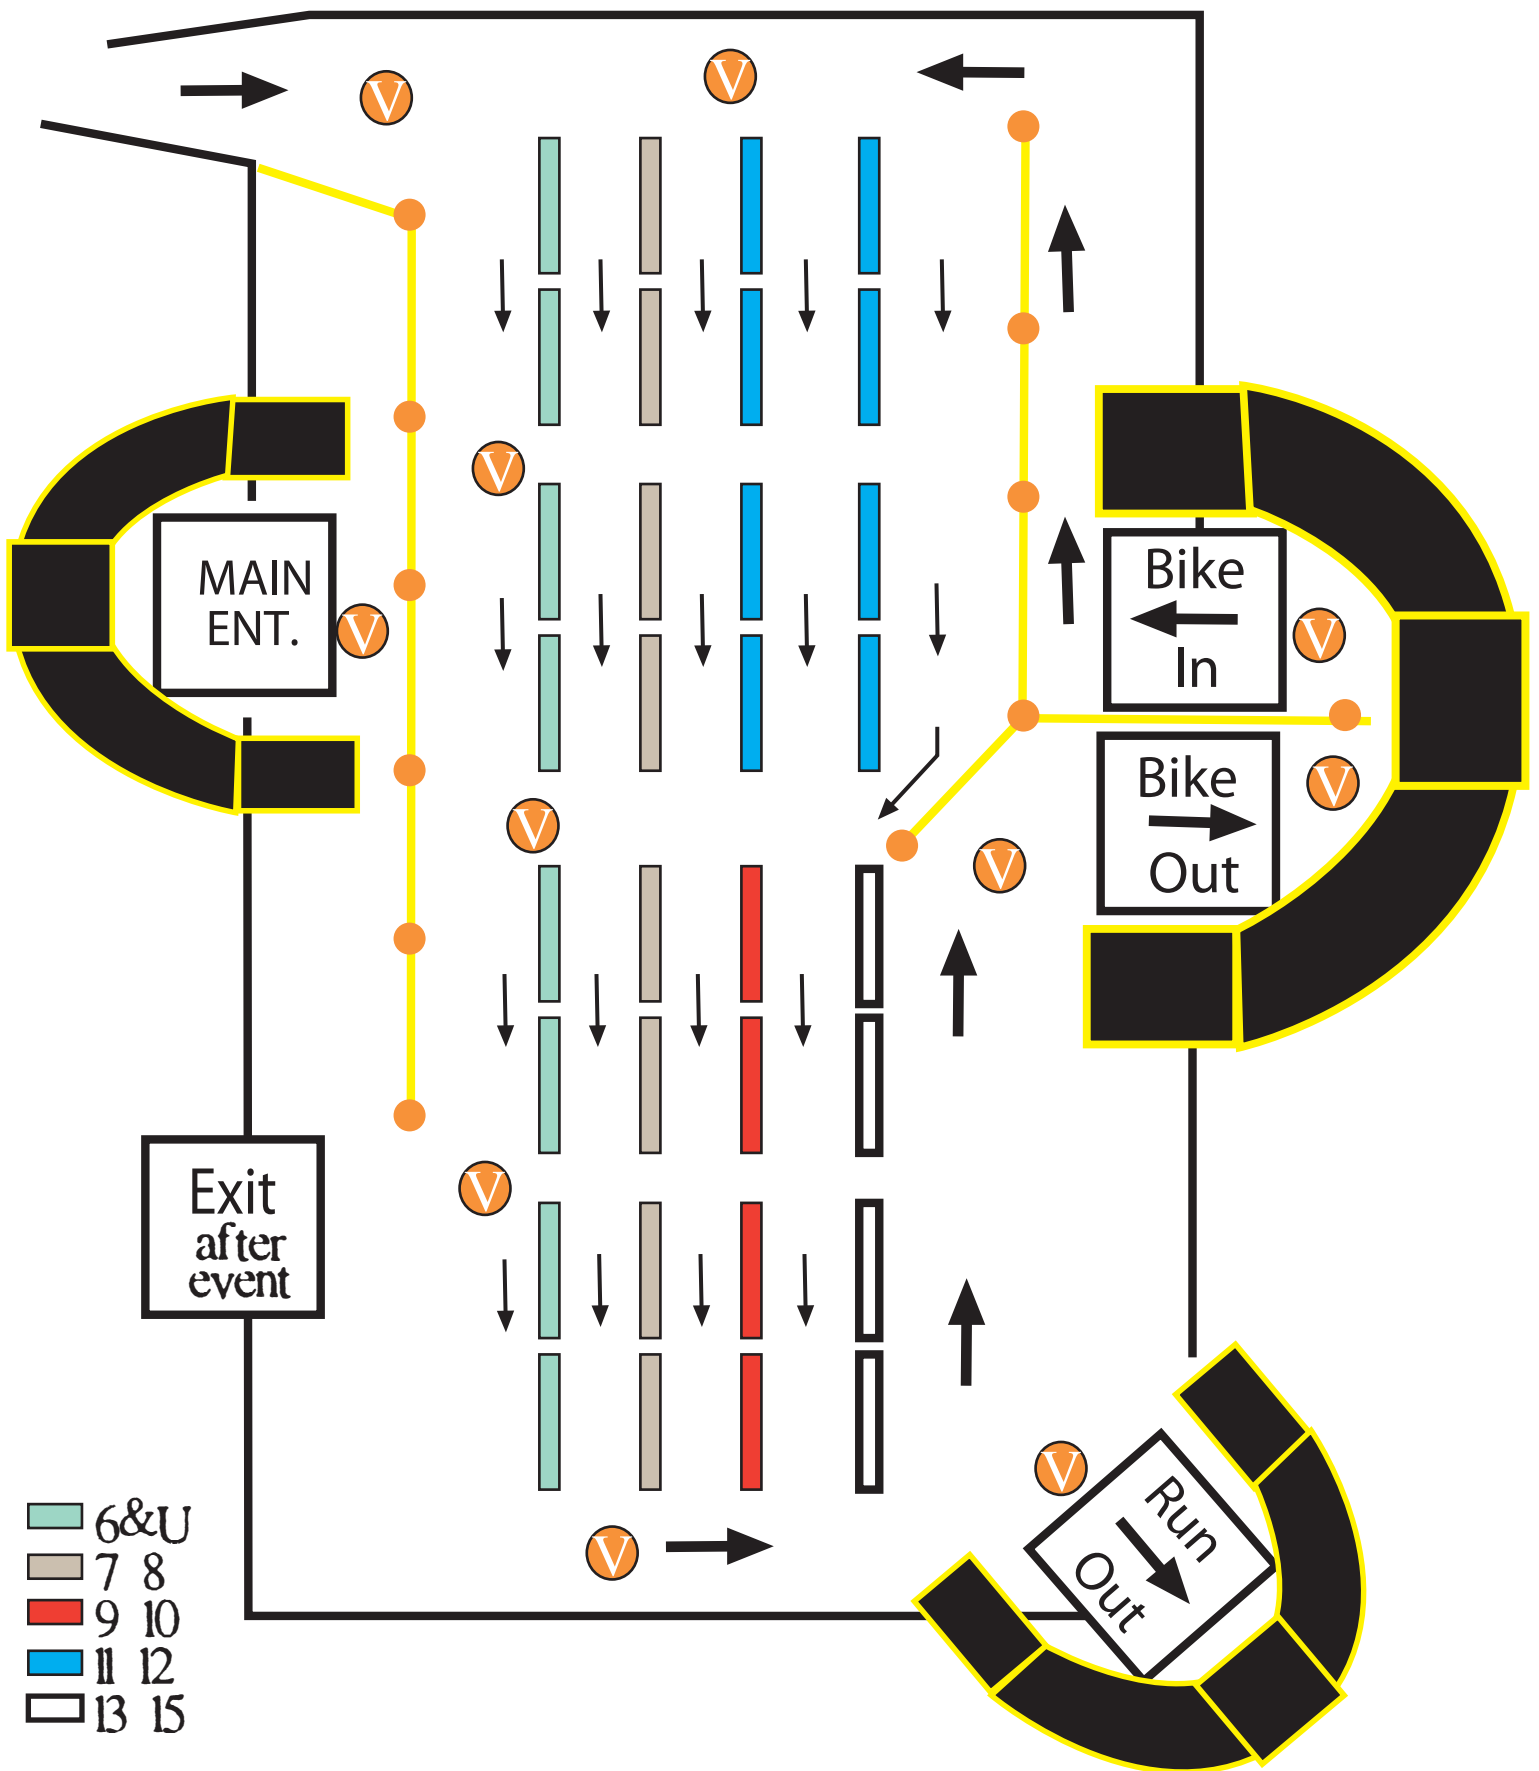 V
V
V
MAIN
ENT.
V
Bike
In
V
Bike
Out
V
V
V
V
Exit
after
event
V
Run
Out
V
6&U
7 8
9 10
11 12
13 15